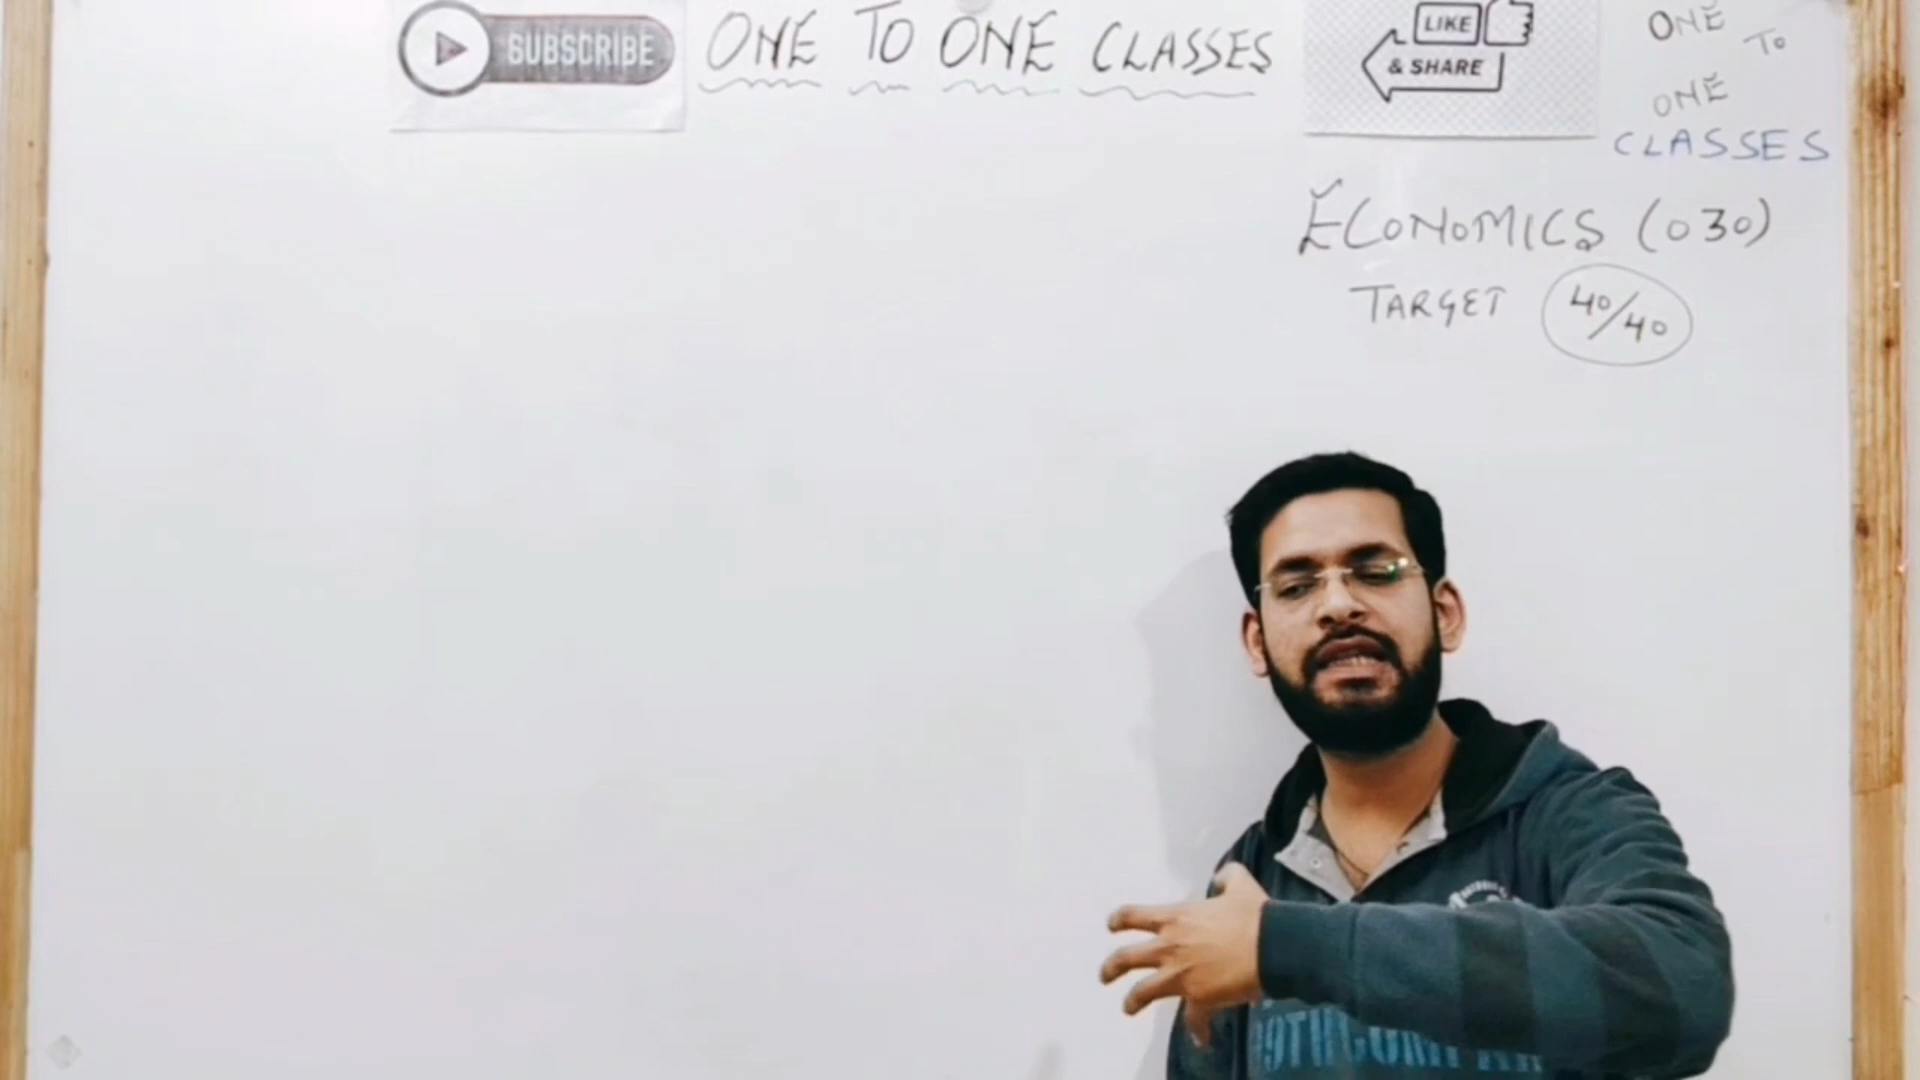 SUBSCRIBE
ONE TO ONE CLASSES
LIKE
& SHARE
ONE
To
ONE
CLASSES
ECONOMICS (030)
TARGET 40/40